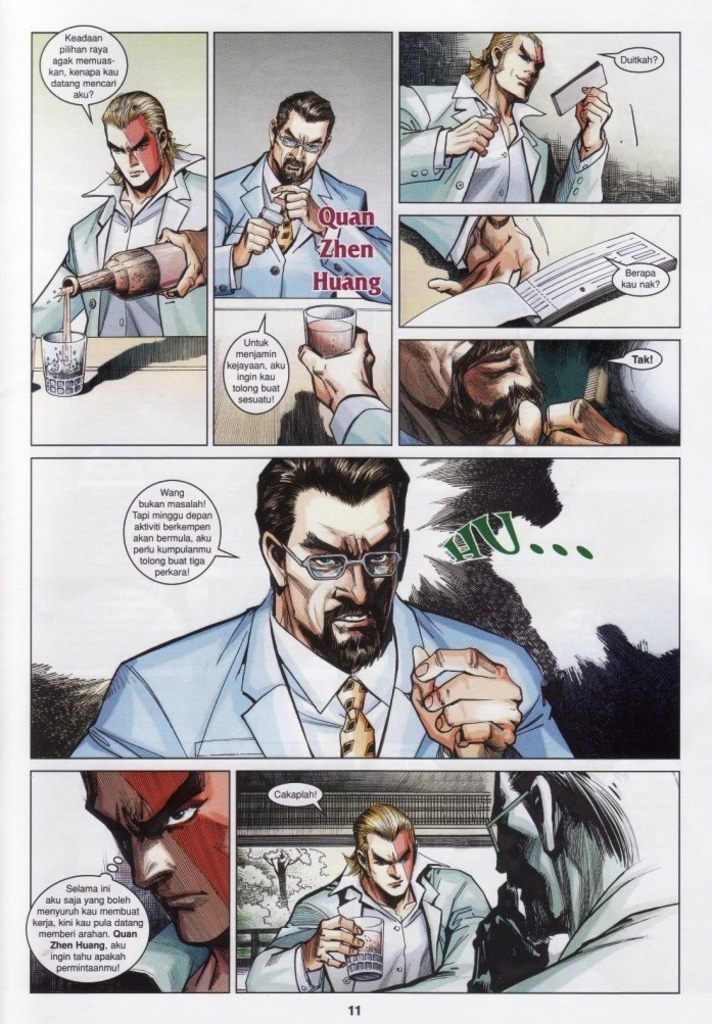 Keadaan
pilihan raya
agak memuas-
kan, kenapa kau
datang mencari
aku?
Quan
Zhen
Huang
Untuk
menjamin
kejayaan, aku
ingin kau
tolong buat
sesuatu!
Duitkah?
Berapa
kau nak?
Tak!
Wang
bukan masalah!
Tapi minggu depan
aktiviti berkempen
akan bermula, aku
perlu kumpulanmu
tolong buat tiga
perkara!
HU...
Selama ini
aku saja yang boleh
menyuruh kau membuat
kerja, kini kau pula datang
memberi arahan. Quan
Zhen Huang, aku
ingin tahu apakah
permintaanmu!
Cakaplah!
11